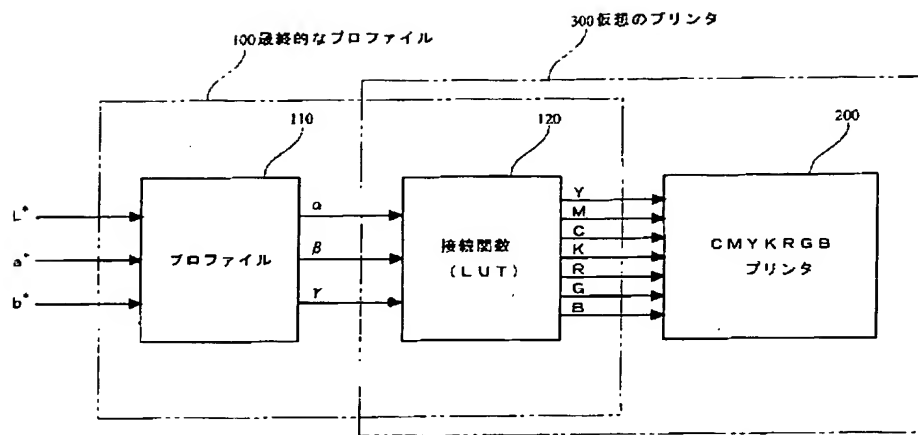 300仮想のプリンタ
100最終的なプロファイル
110
120
200
L*
a*
b*
プロファイル
α
β
γ
接続関数
(LUT)
Y
M
C
K
R
G
B
CMYKRGB
プリンタ